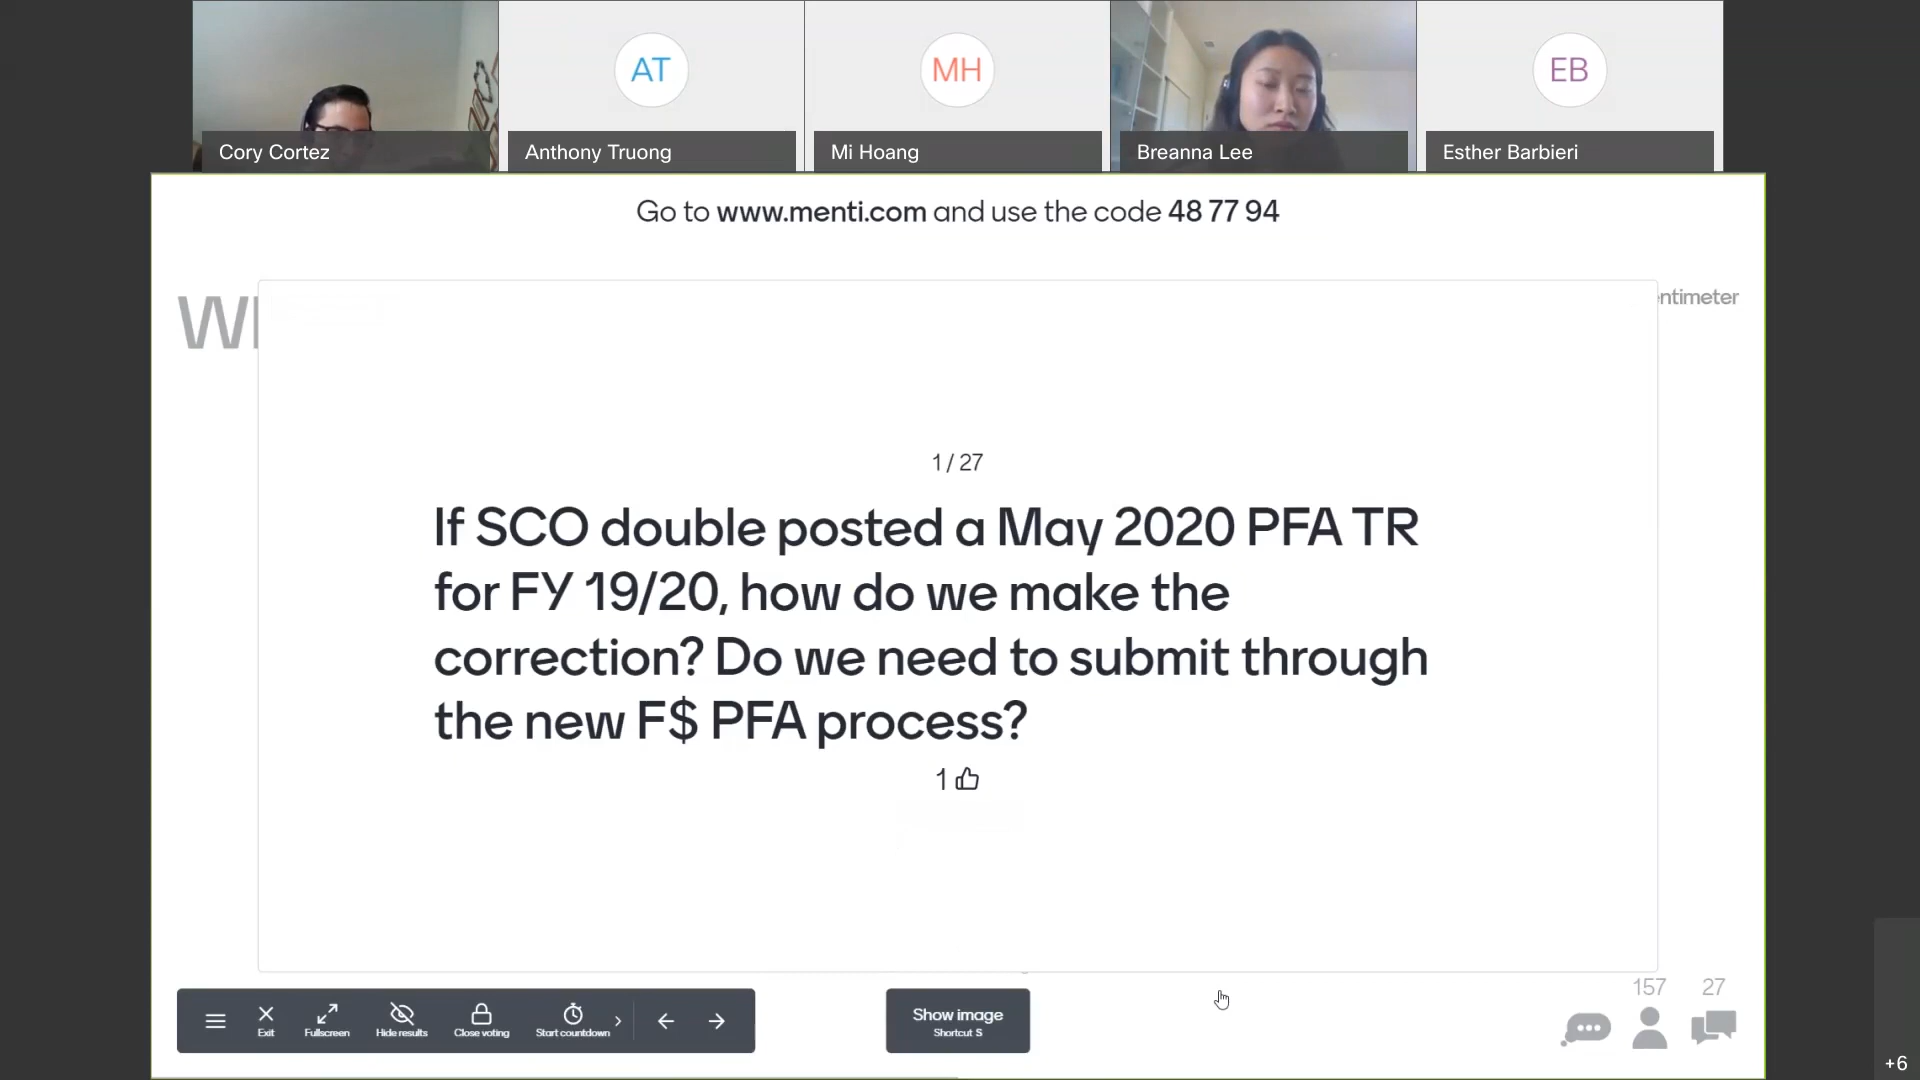 AT
MH
EB
Cory Cortez
Anthony Truong
Mi Hoang
Breanna Lee
Esther Barbieri
Go to www.menti.com and use the code 48 77 94
ntimeter
1 / 27
If SCO double posted a May 2020 PFA TR
for FY 19/20, how do we make the
correction? Do we need to submit through
the new F$ PFA process?
1
157
27
Exit
Fullscreen
Hide results
Close voting
Start countdown
Show image
Shortcut S
+6